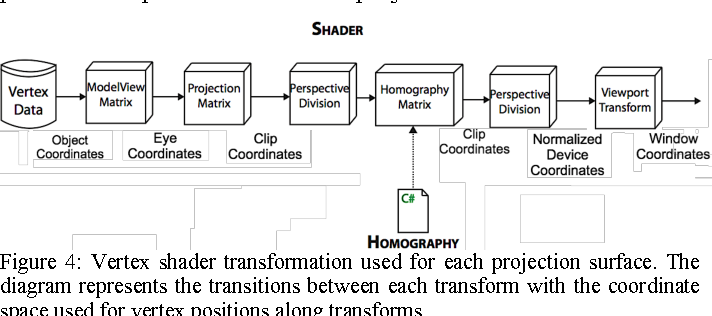 SHADER
Vertex Data
ModelView Matrix
Projection Matrix
Perspective Division
Homography Matrix
Perspective Division
Viewport Transform
Object Coordinates
Eye Coordinates
Clip Coordinates
Clip Coordinates
Normalized Device Coordinates
Window Coordinates
C#
HOMOGRAPHY
Figure 4: Vertex shader transformation used for each projection surface. The
diagram represents the transitions between each transform with the coordinate
space used for vertex positions along transforms